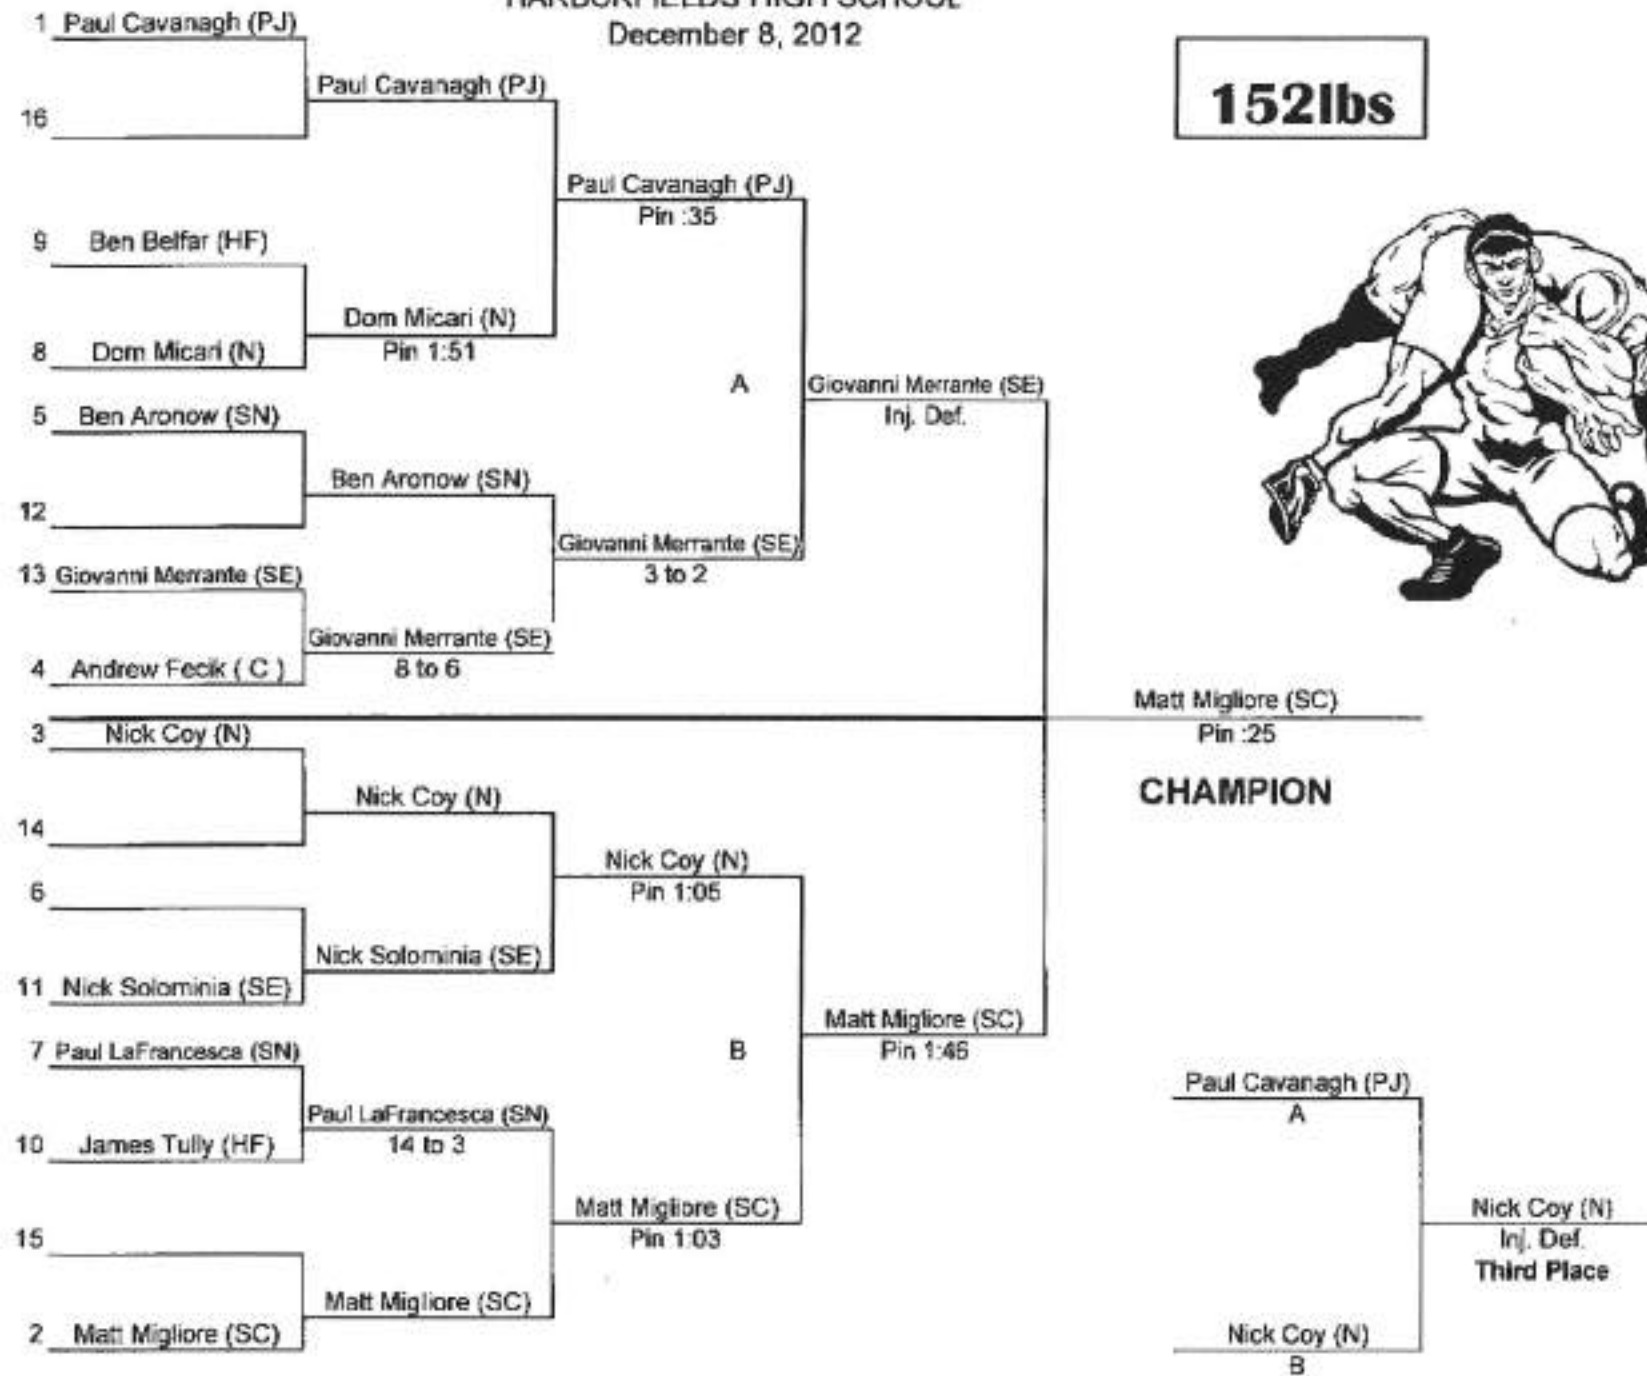 HARBORFIELDS HIGH SCHOOL
December 8, 2012
152lbs
1 Paul Cavanagh (PJ)
Paul Cavanagh (PJ)
16
Paul Cavanagh (PJ)
Pin :35
9 Ben Belfar (HF)
Dom Micari (N)
Pin 1:51
8 Dom Micari (N)
A
Giovanni Merrante (SE)
Inj. Def.
5 Ben Aronow (SN)
Ben Aronow (SN)
12
Giovanni Merrante (SE)
3 to 2
13 Giovanni Merrante (SE)
Giovanni Merrante (SE)
8 to 6
4 Andrew Fecik ( C )
Matt Migliore (SC)
Pin :25
CHAMPION
3 Nick Coy (N)
Nick Coy (N)
14
Nick Coy (N)
Pin 1:05
6
Nick Solominia (SE)
11 Nick Solominia (SE)
Matt Migliore (SC)
Pin 1:46
B
7 Paul LaFrancesca (SN)
Paul LaFrancesca (SN)
14 to 3
10 James Tully (HF)
Matt Migliore (SC)
Pin 1:03
15
Matt Migliore (SC)
2 Matt Migliore (SC)
Paul Cavanagh (PJ)
A
Nick Coy (N)
Inj. Def.
Third Place
Nick Coy (N)
B